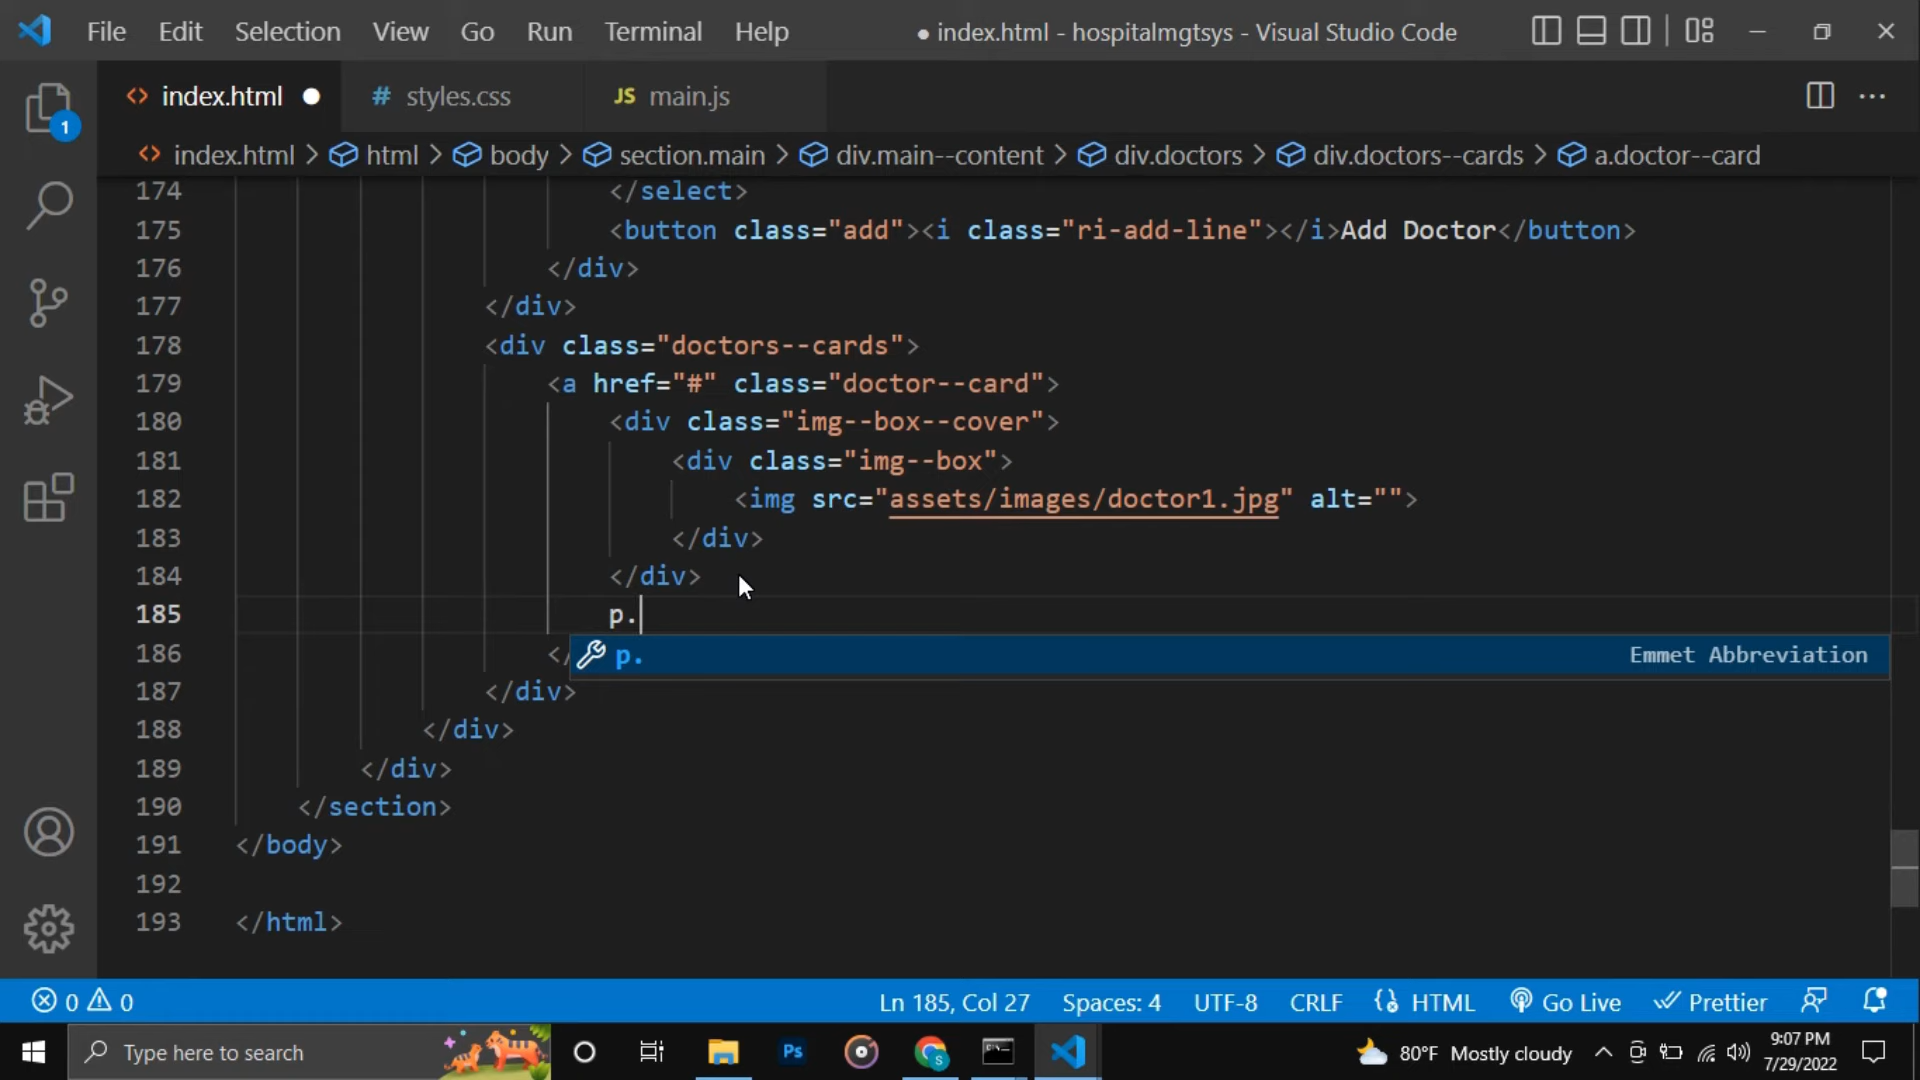 File Edit Selection View Go Run Terminal Help ● index.html - hospitalmgtsys - Visual Studio Code
index.html ● # styles.css JS main.js
index.html > html > body > section.main > div.main--content > div.doctors > div.doctors--cards > a.doctor--card
1
174 </select>
175 <button class="add"><i class="ri-add-line"></i>Add Doctor</button>
176 </div>
177 </div>
178 <div class="doctors--cards">
179 <a href="#" class="doctor--card">
180 <div class="img--box--cover">
181 <div class="img--box">
182 <img src="assets/images/doctor1.jpg" alt="">
183 </div>
184 </div>
185 p.
186 </
p. Emmet Abbreviation
187 </div>
188 </div>
189 </div>
190 </section>
191 </body>
192
193 </html>
0 0 Ln 185, Col 27 Spaces: 4 UTF-8 CRLF HTML Go Live Prettier
Type here to search Ps 80°F Mostly cloudy 9:07 PM
7/29/2022